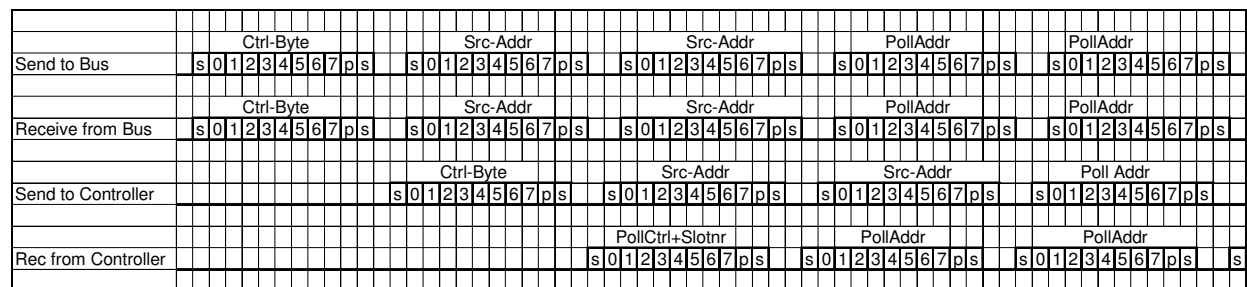 Ctrl-Byte Src-Addr Src-Addr PollAddr PollAddr
Send to Bus s 0 1 2 3 4 5 6 7 p s s 0 1 2 3 4 5 6 7 p s s 0 1 2 3 4 5 6 7 p s s 0 1 2 3 4 5 6 7 p s s 0 1 2 3 4 5 6 7 p s
Ctrl-Byte Src-Addr Src-Addr PollAddr PollAddr
Receive from Bus s 0 1 2 3 4 5 6 7 p s s 0 1 2 3 4 5 6 7 p s s 0 1 2 3 4 5 6 7 p s s 0 1 2 3 4 5 6 7 p s s 0 1 2 3 4 5 6 7 p s
Ctrl-Byte Src-Addr Src-Addr Poll Addr
Send to Controller s 0 1 2 3 4 5 6 7 p s s 0 1 2 3 4 5 6 7 p s s 0 1 2 3 4 5 6 7 p s s 0 1 2 3 4 5 6 7 p s
PollCtrl+Slotnr PollAddr PollAddr
Rec from Controller s 0 1 2 3 4 5 6 7 p s s 0 1 2 3 4 5 6 7 p s s 0 1 2 3 4 5 6 7 p s s